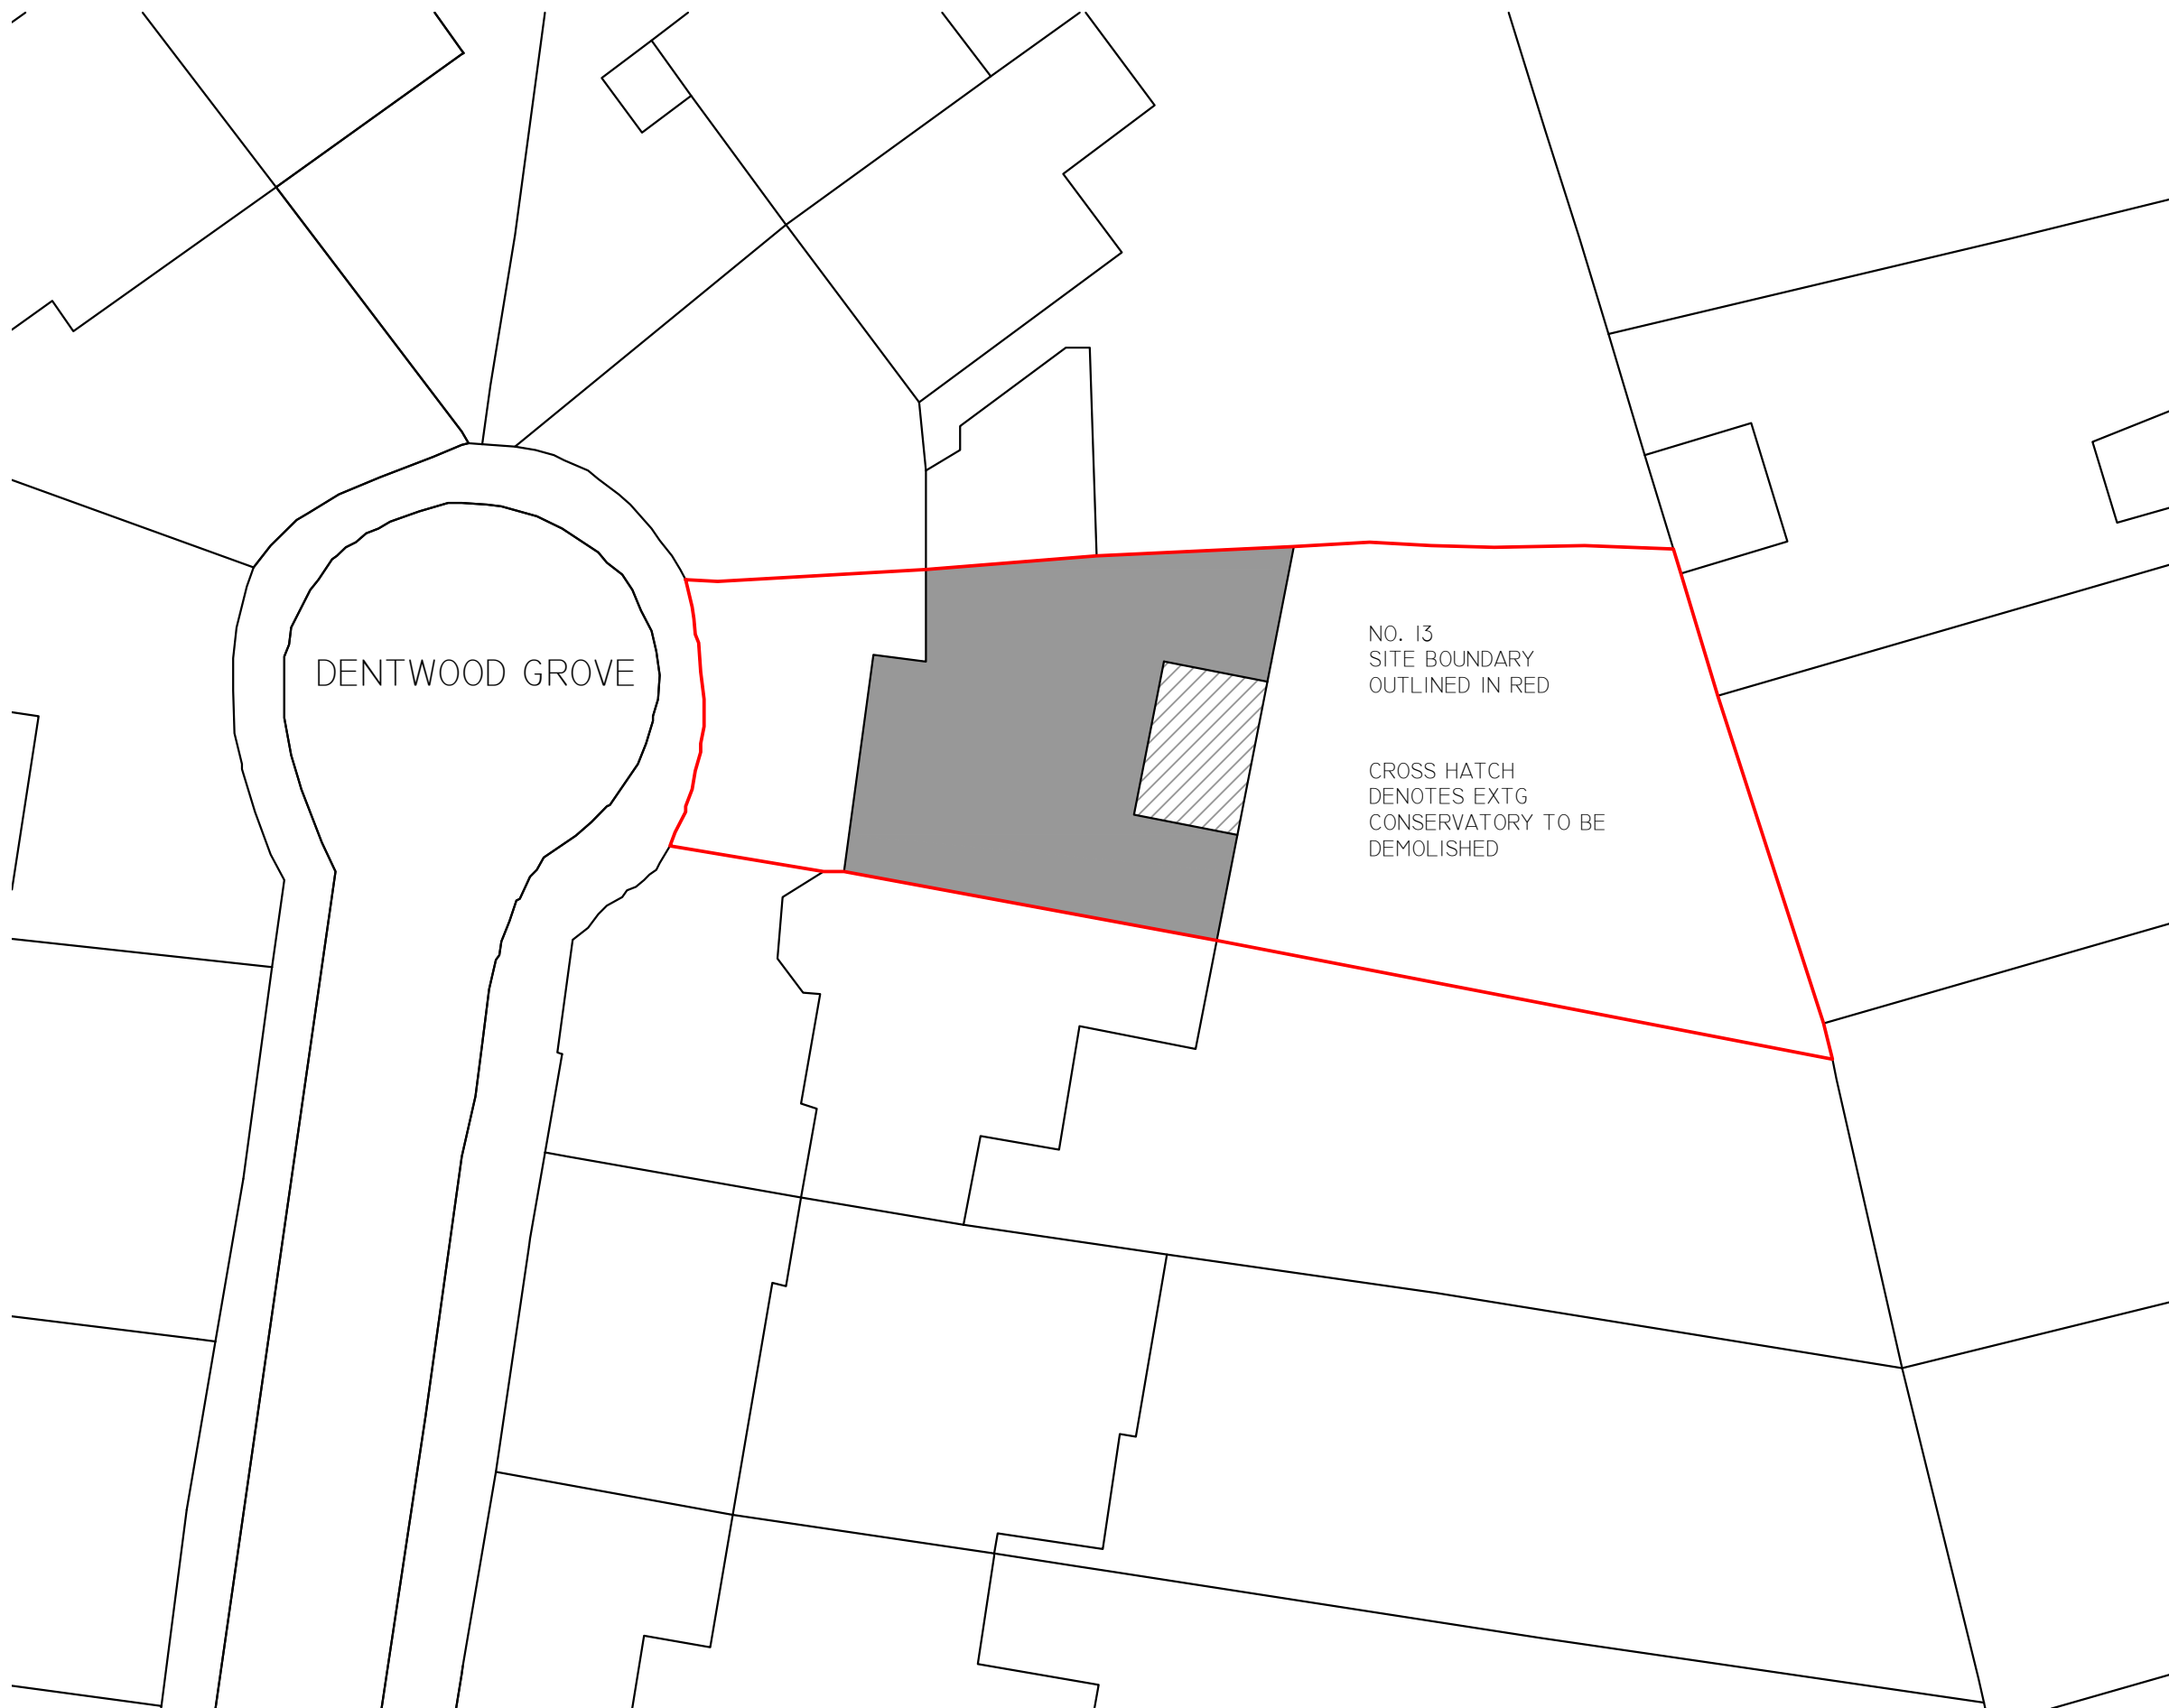 DENTWOOD GROVE
NO. 13
SITE BOUNDARY
OUTLINED IN RED
CROSS HATCH
DENOTES EXTG
CONSERVATORY TO BE
DEMOLISHED